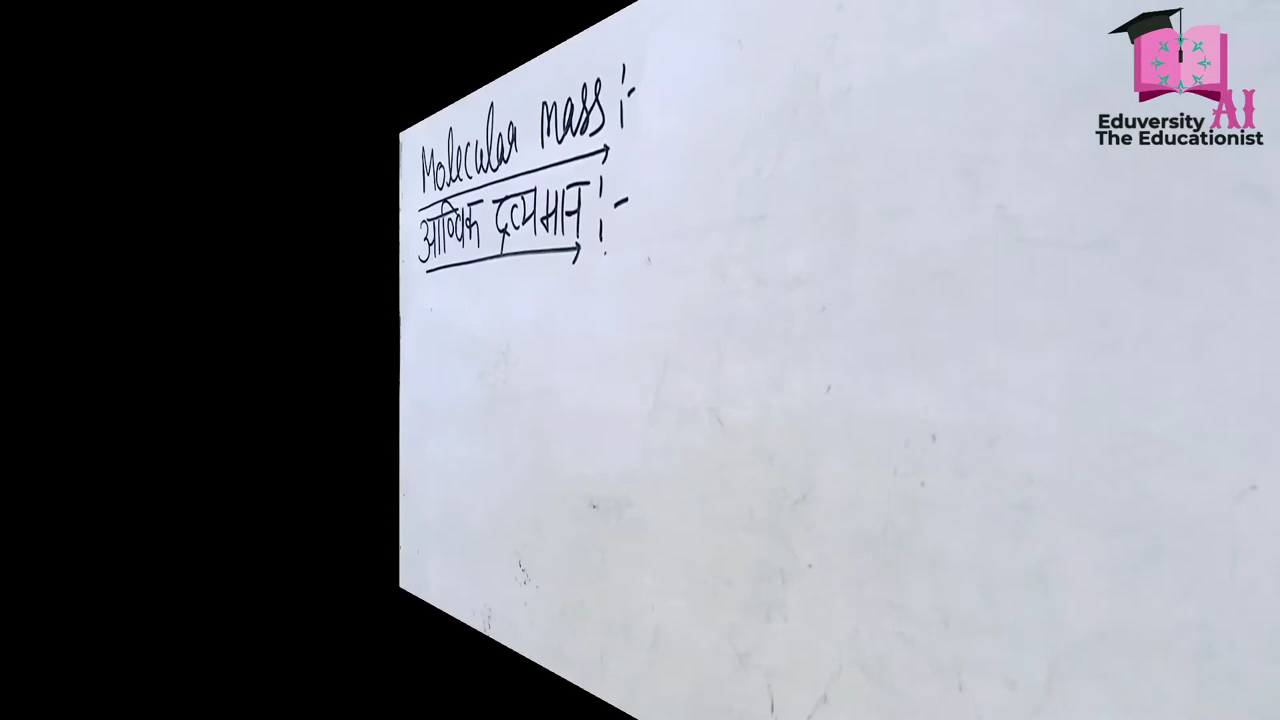 Molecular Mass :-
आण्विक द्रव्यमान :-
Eduversity AI
The Educationist